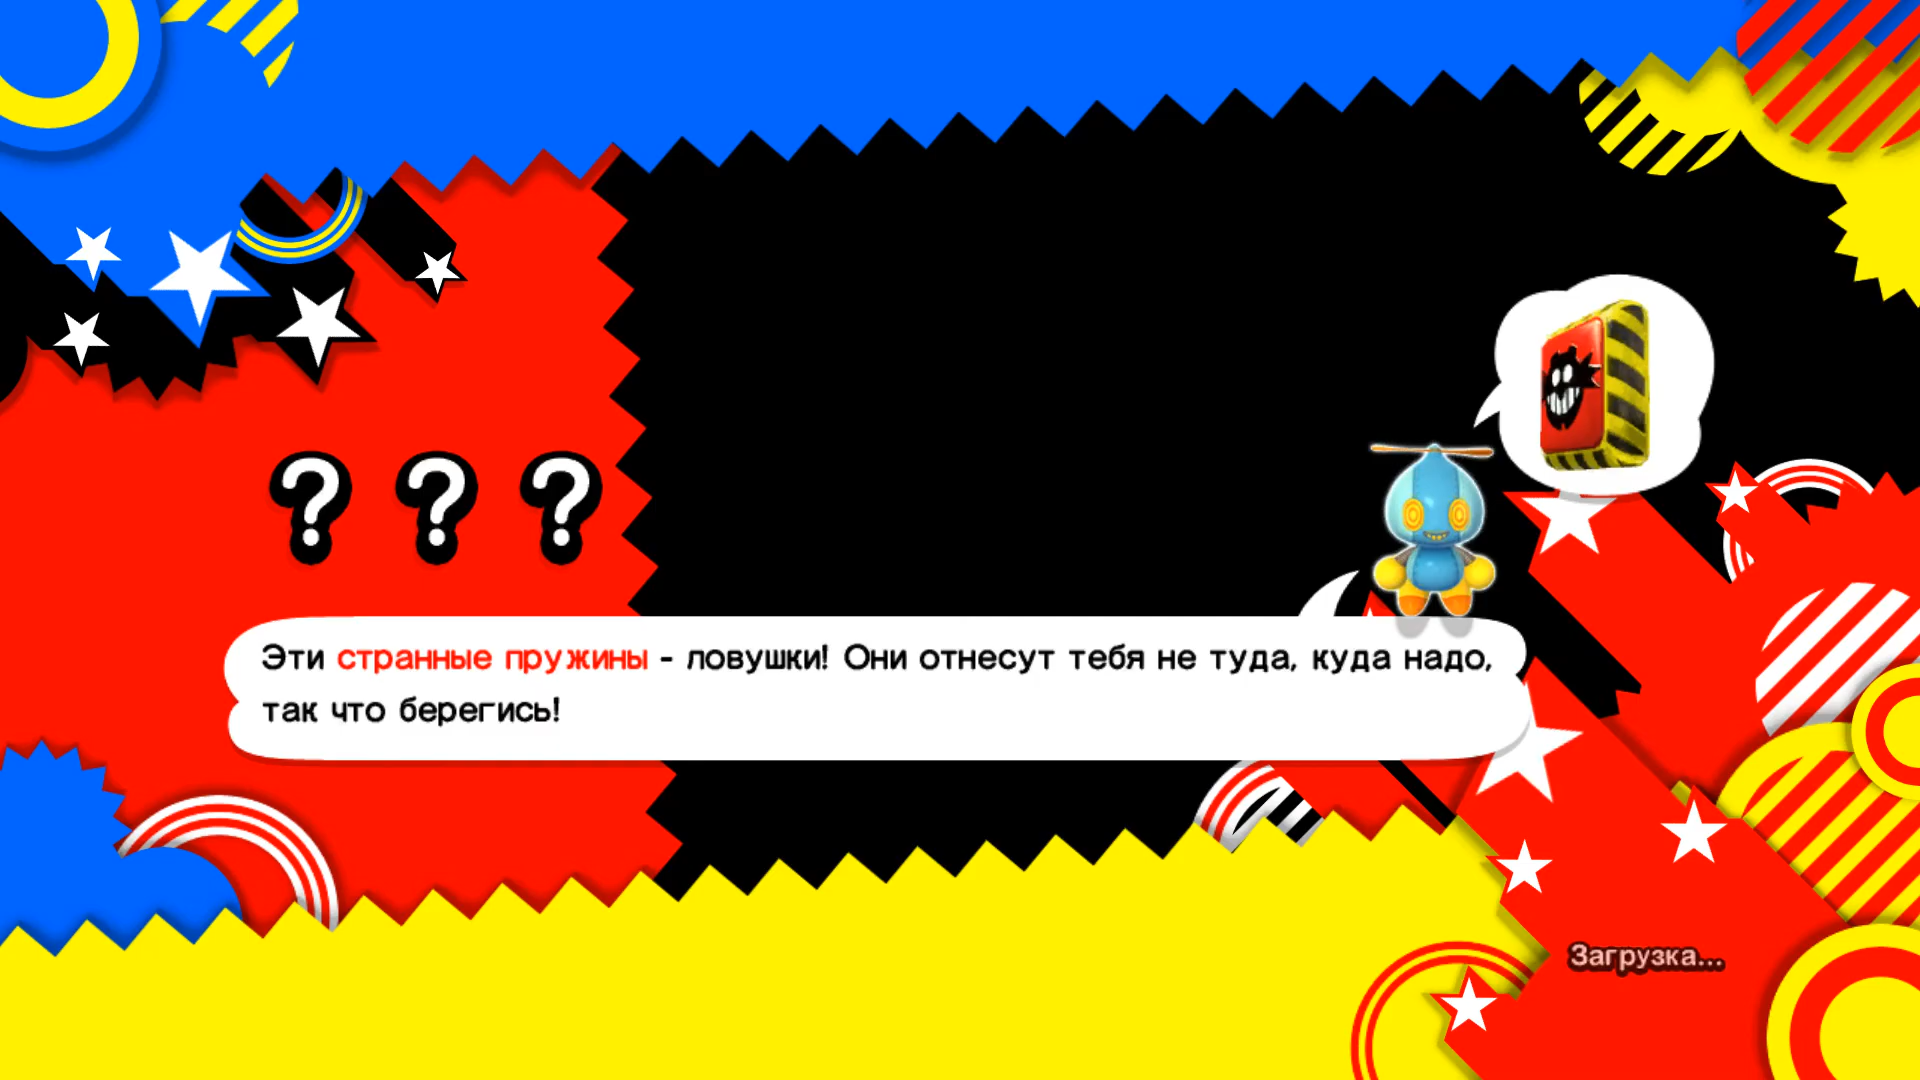 ? ? ?
Эти странные пружины - ловушки! Они отнесут тебя не туда, куда надо,
так что берегись!
Загрузка...